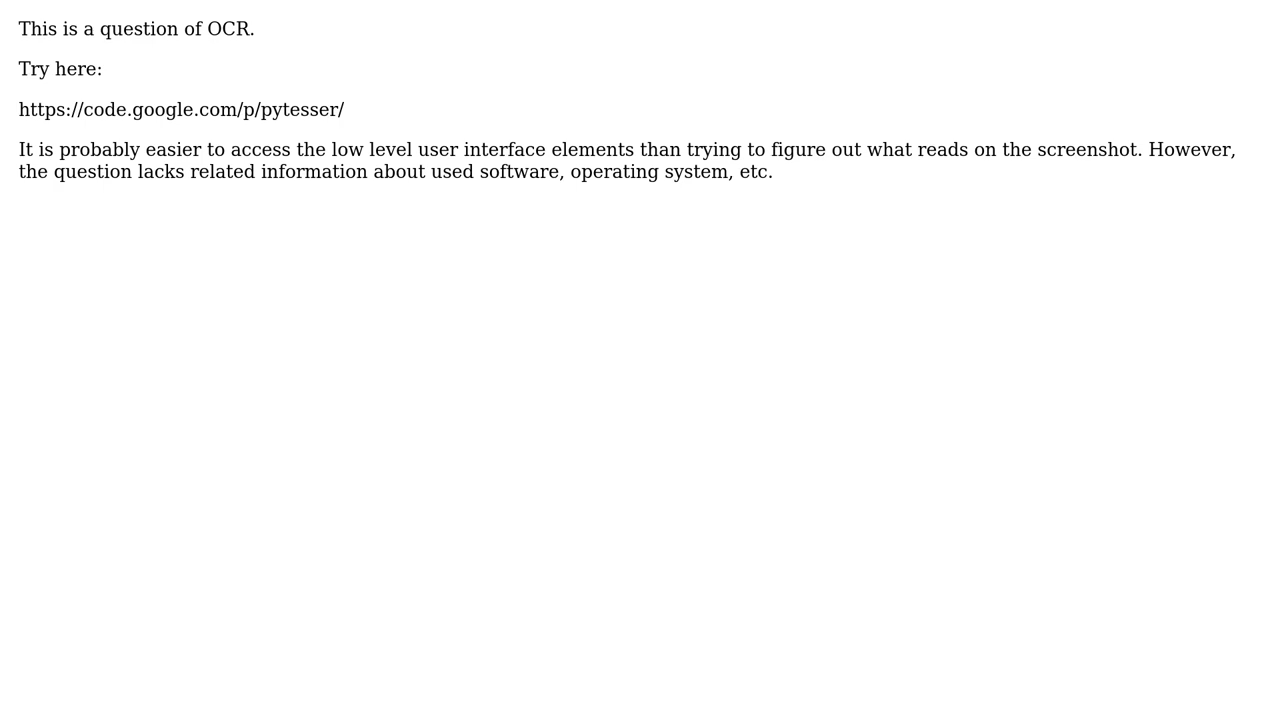 This is a question of OCR.
Try here:
https://code.google.com/p/pytesser/
It is probably easier to access the low level user interface elements than trying to figure out what reads on the screenshot. However,
the question lacks related information about used software, operating system, etc.